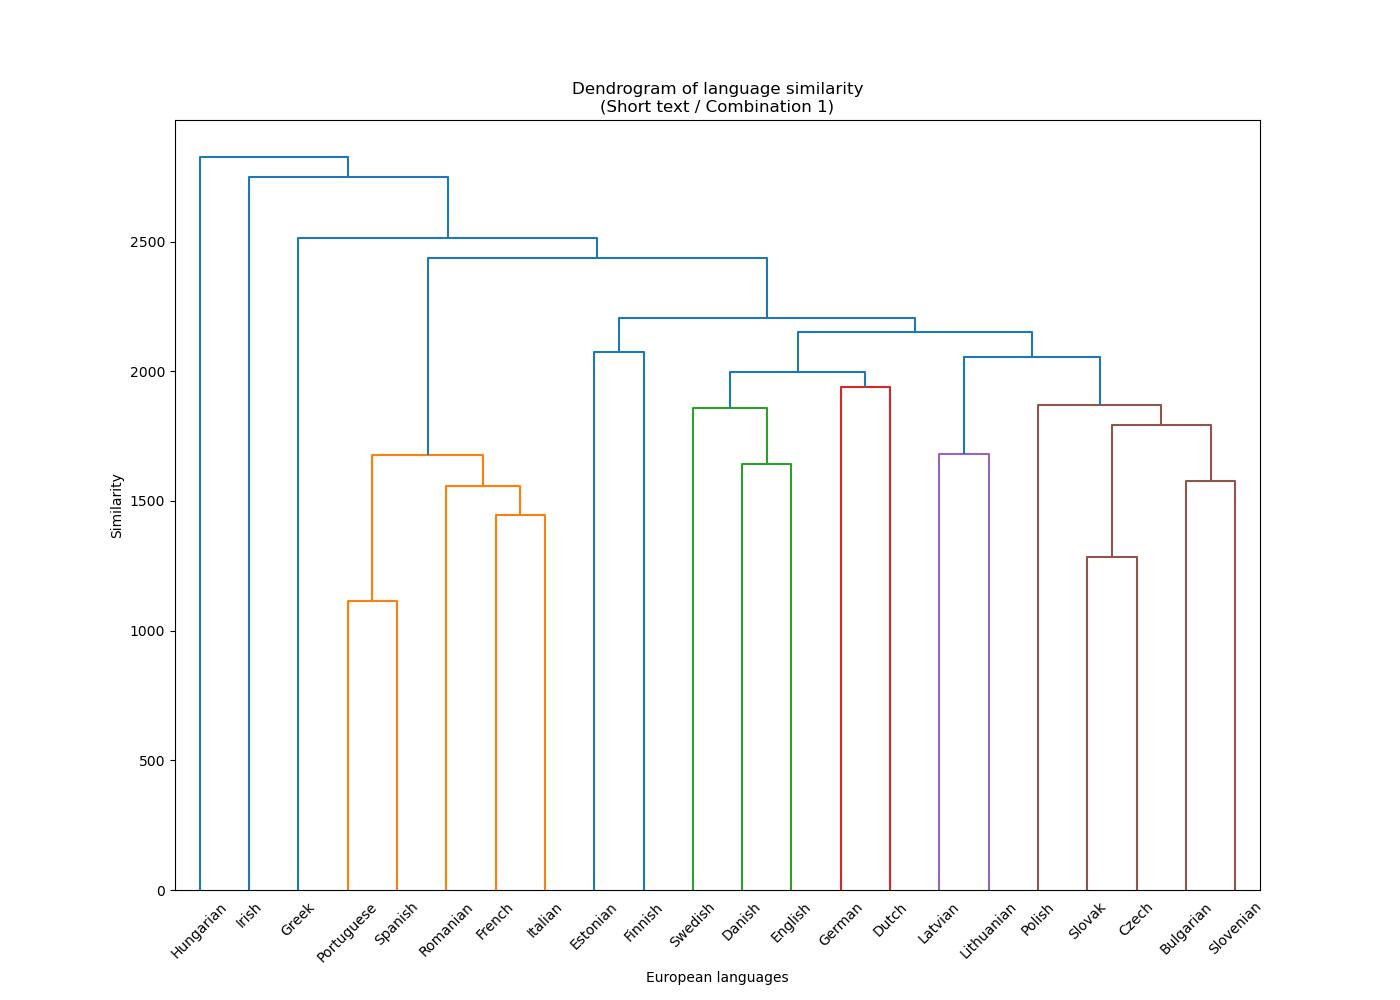 Dendrogram of language similarity
(Short text / Combination 1)
2500
2000
1500
1000
500
0
Similarity
Hungarian
Irish
Greek
Portuguese
Spanish
Romanian
French
Italian
Estonian
Finnish
Swedish
Danish
English
German
Dutch
Latvian
Lithuanian
Polish
Slovak
Czech
Bulgarian
Slovenian
European languages